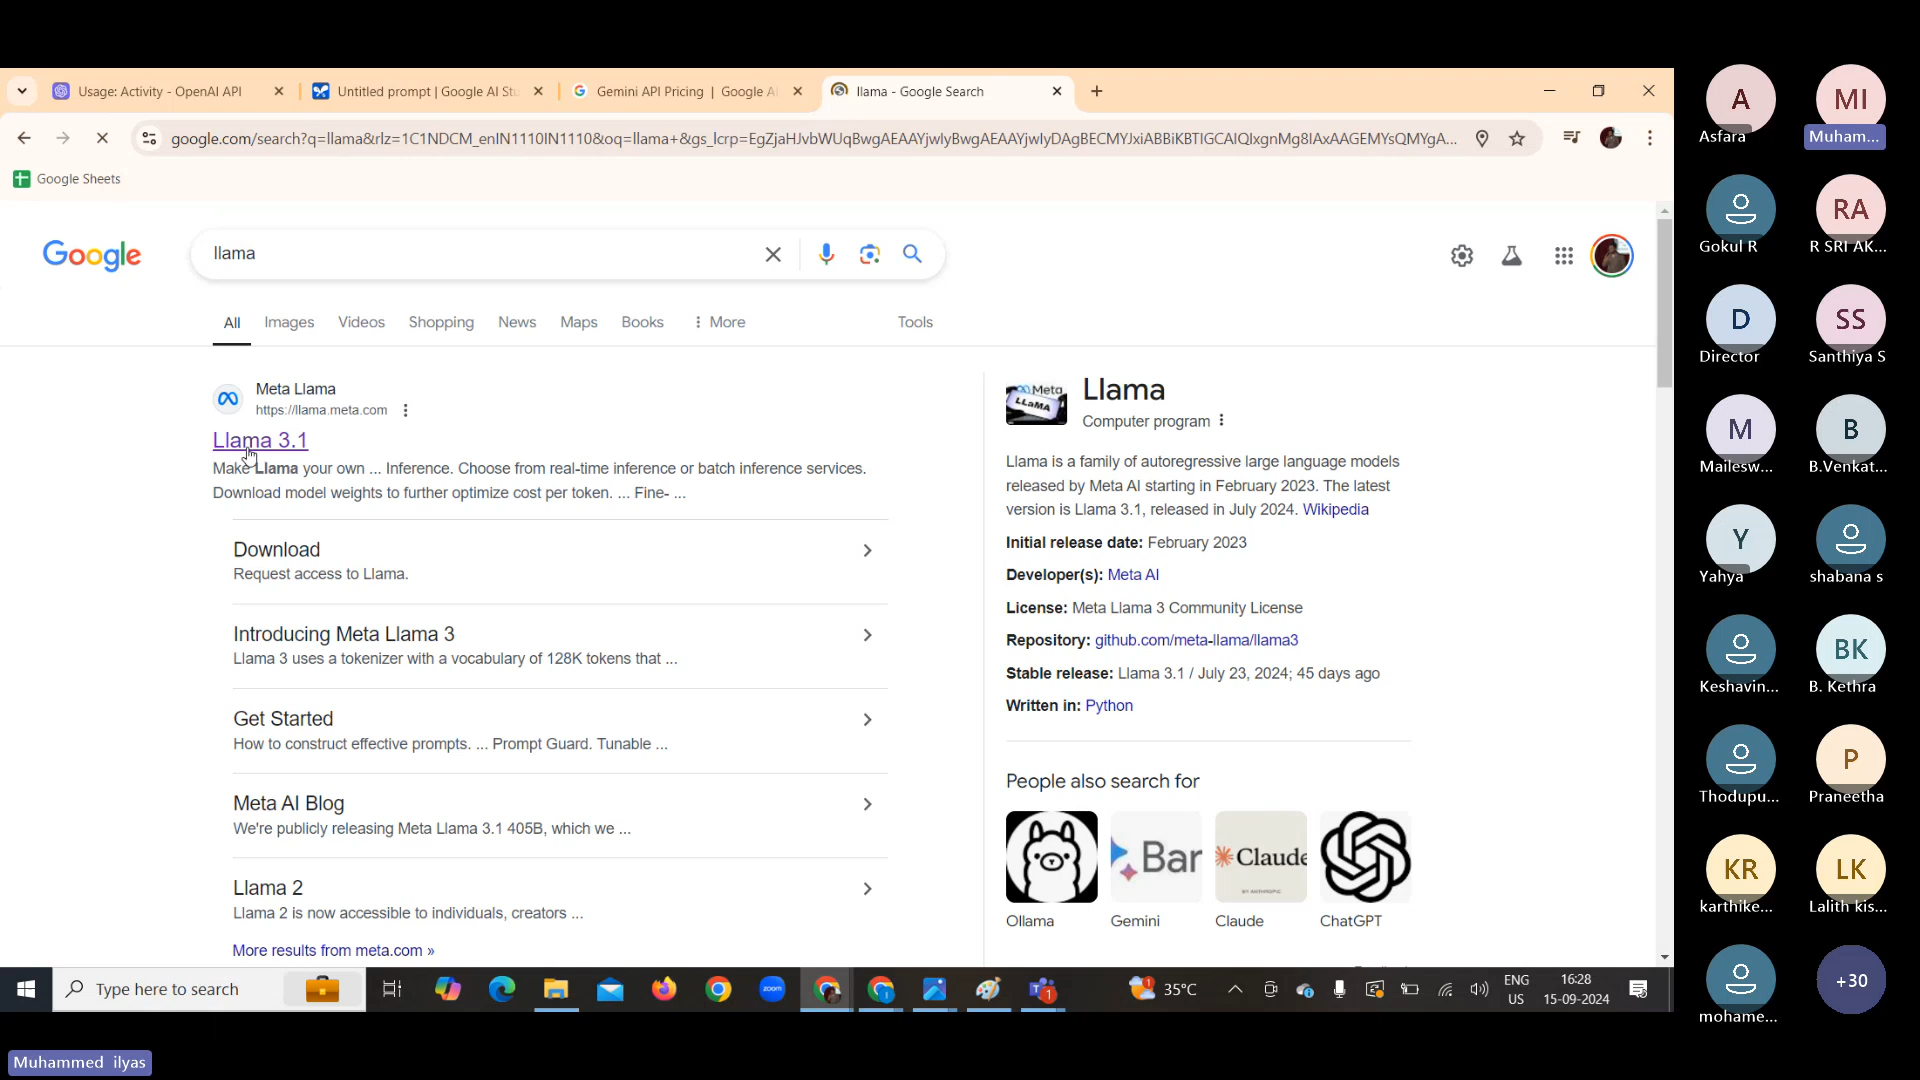 Usage: Activity - OpenAI API
Untitled prompt | Google AI Stu
Gemini API Pricing | Google AI
llama - Google Search
google.com/search?q=llama&rlz=1C1NDCM_enIN1110IN1110&oq=llama+&gs_lcrp=EgZjaHJvbWUqBwgAEAAYjwIyBwgAEAAYjwIyDAgBECMYJxiABBiKBTIGCAIQIxgnMg8IAxAAGEMYsQMYgA...
Google Sheets
Google
llama
All
Images
Videos
Shopping
News
Maps
Books
More
Tools
Meta Llama
https://llama.meta.com
Llama 3.1
Make Llama your own ... Inference. Choose from real-time inference or batch inference services.
Download model weights to further optimize cost per token. ... Fine- ...
Download
Request access to Llama.
Introducing Meta Llama 3
Llama 3 uses a tokenizer with a vocabulary of 128K tokens that ...
Get Started
How to construct effective prompts. ... Prompt Guard. Tunable ...
Meta AI Blog
We're publicly releasing Meta Llama 3.1 405B, which we ...
Llama 2
Llama 2 is now accessible to individuals, creators ...
More results from meta.com »
Meta
LLaMA
Llama
Computer program
Llama is a family of autoregressive large language models
released by Meta AI starting in February 2023. The latest
version is Llama 3.1, released in July 2024. Wikipedia
Initial release date: February 2023
Developer(s): Meta AI
License: Meta Llama 3 Community License
Repository: github.com/meta-llama/llama3
Stable release: Llama 3.1 / July 23, 2024; 45 days ago
Written in: Python
People also search for
Bar
Claude
BY ANTHROPIC
Ollama
Gemini
Claude
ChatGPT
Type here to search
zoom
35°C
ENG
US
16:28
15-09-2024
A
Asfara
MI
Muham...
Gokul R
RA
R SRI AK...
D
Director
SS
Santhiya S
M
Mailesw...
B
B.Venkat...
Y
Yahya
shabana s
Keshavin...
BK
B. Kethra
Thodupu...
P
Praneetha
KR
karthike...
LK
Lalith kis...
mohame...
+30
Muhammed ilyas